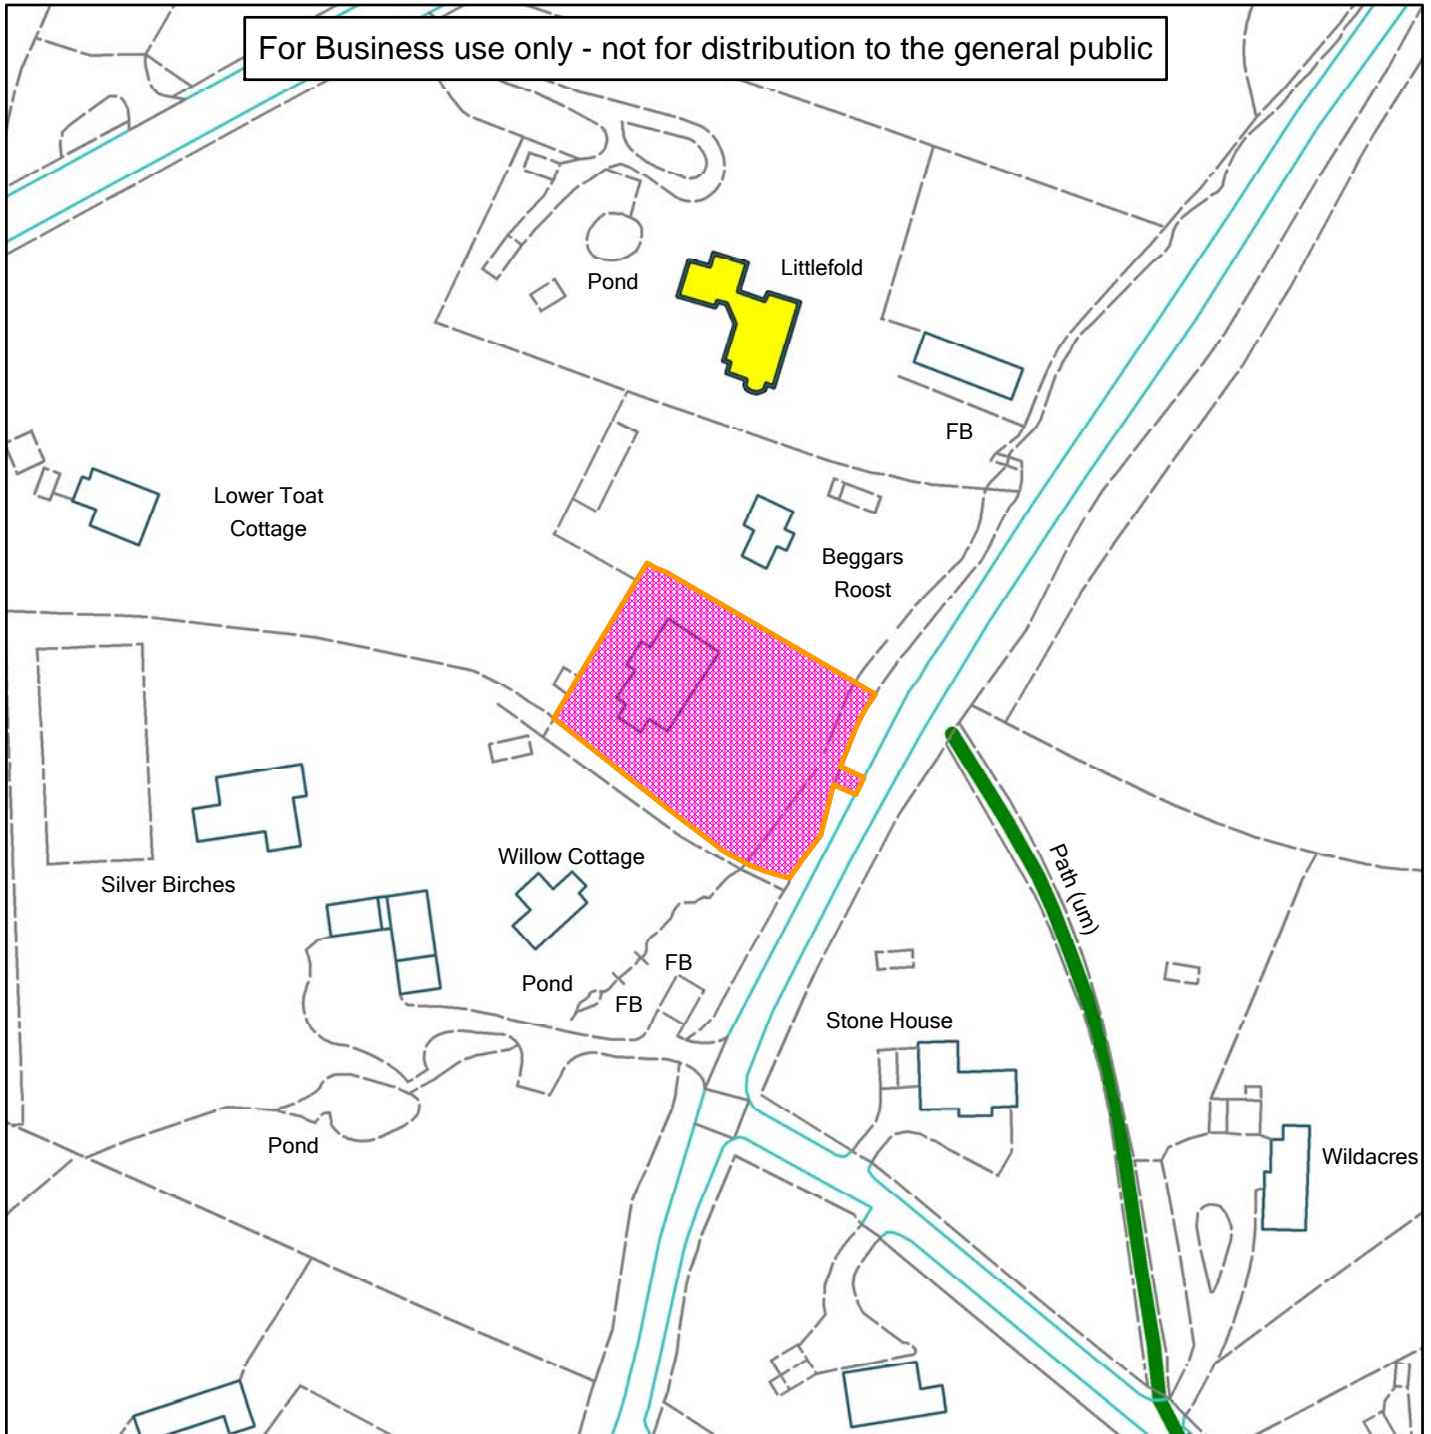 For Business use only - not for distribution to the general public
Littlefold
Pond
FB
Lower Toat
Cottage
Beggars
Roost
Willow Cottage
Silver Birches
Path (um)
FB
Pond
FB
Stone House
Pond
Wildacres